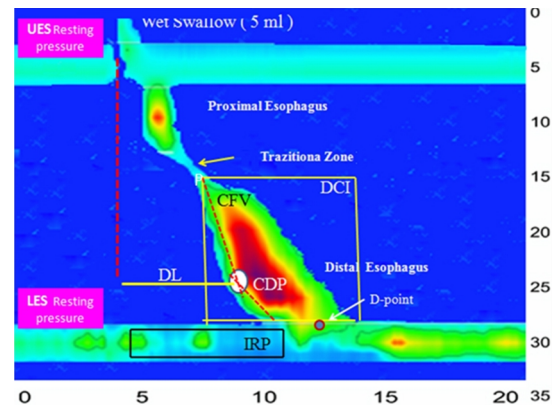 UES Resting
pressure
Wet Swallow ( 5 ml )
0
5
Proximal Esophagus
10
Trazitiona Zone
15
DCI
CFV
20
Distal Esophagus
DL
CDP
25
D-point
LES Resting
pressure
IRP
30
35
0
5
10
15
20